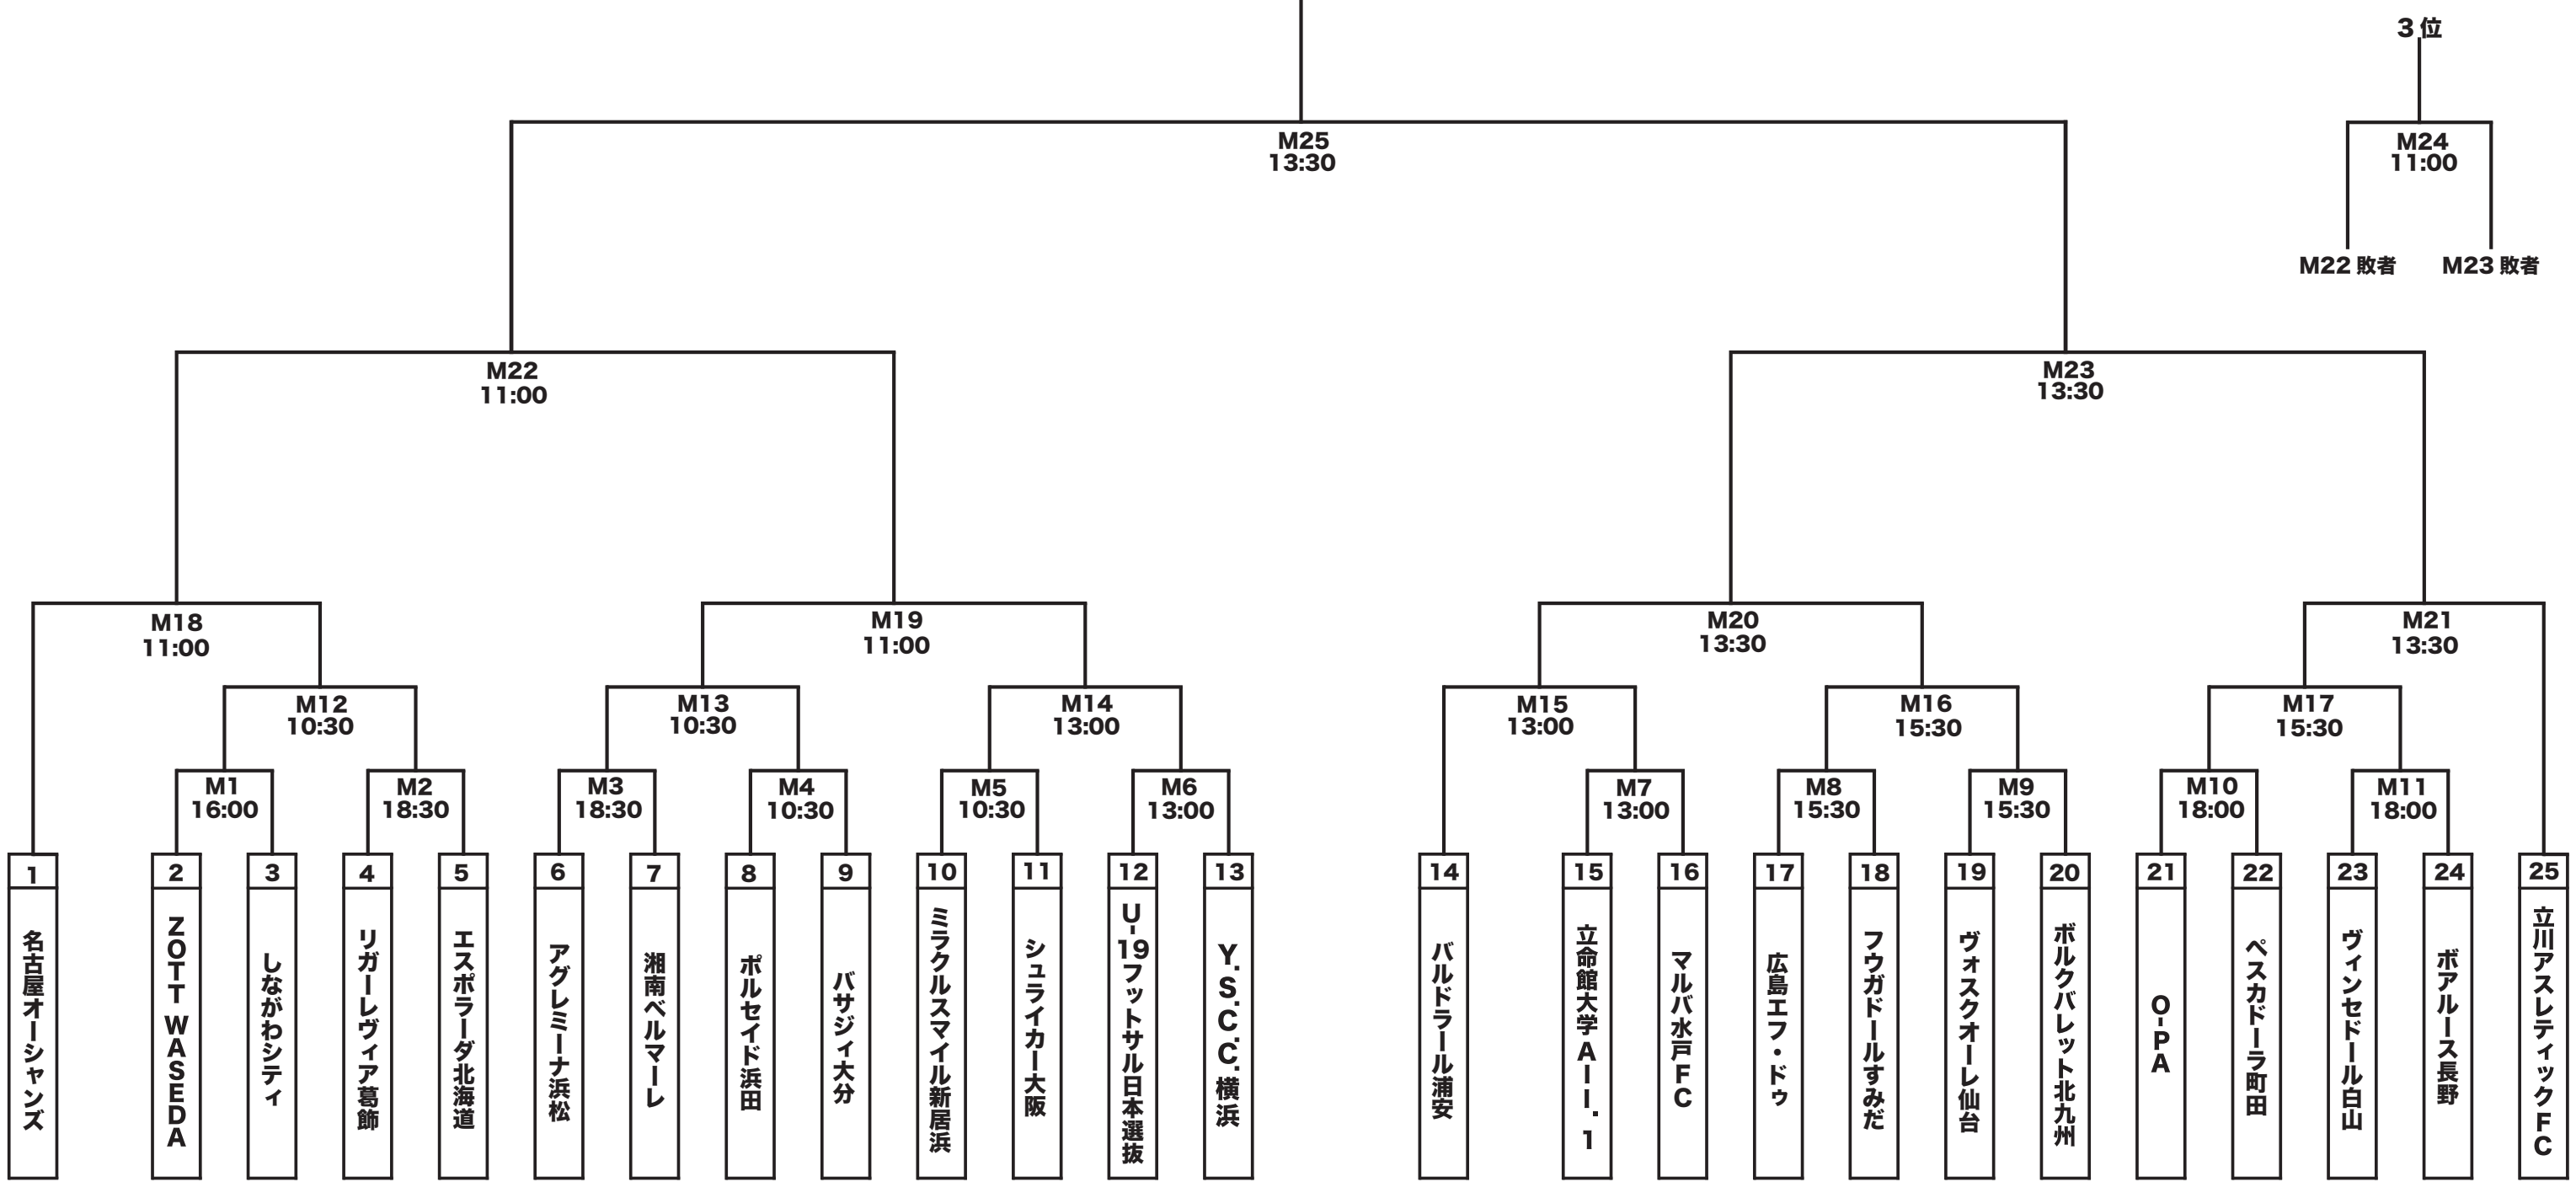 3 位
M25
13:30
M24
11:00
M22 敗者
M23 敗者
M22
11:00
M23
13:30
M18
11:00
M19
11:00
M20
13:30
M21
13:30
M12
10:30
M13
10:30
M14
13:00
M15
13:00
M16
15:30
M17
15:30
M1
16:00
M2
18:30
M3
18:30
M4
10:30
M5
10:30
M6
13:00
M7
13:00
M8
15:30
M9
15:30
M10
18:00
M11
18:00
1
名古屋オーシャンズ
2
ZOTT WASEDA
3
しながわシティ
4
リガーレヴィア葛飾
5
エスポラーダ北海道
6
アグレミーナ浜松
7
湘南ベルマーレ
8
ポルセイド浜田
9
バサジィ大分
10
ミラクルスマイル新居浜
11
シュライカー大阪
12
U-19フットサル日本選抜
13
Y.S.C.C.横浜
14
バルドラール浦安
15
立命館大学 A I I . 1
16
マルバ水戸 FC
17
広島エフ・ドゥ
18
フウガドールすみだ
19
ヴォスクオーレ仙台
20
ボルクバレット北九州
21
O-PA
22
ペスカドーラ町田
23
ヴィンセドール白山
24
ボアルース長野
25
立川アスレティック FC